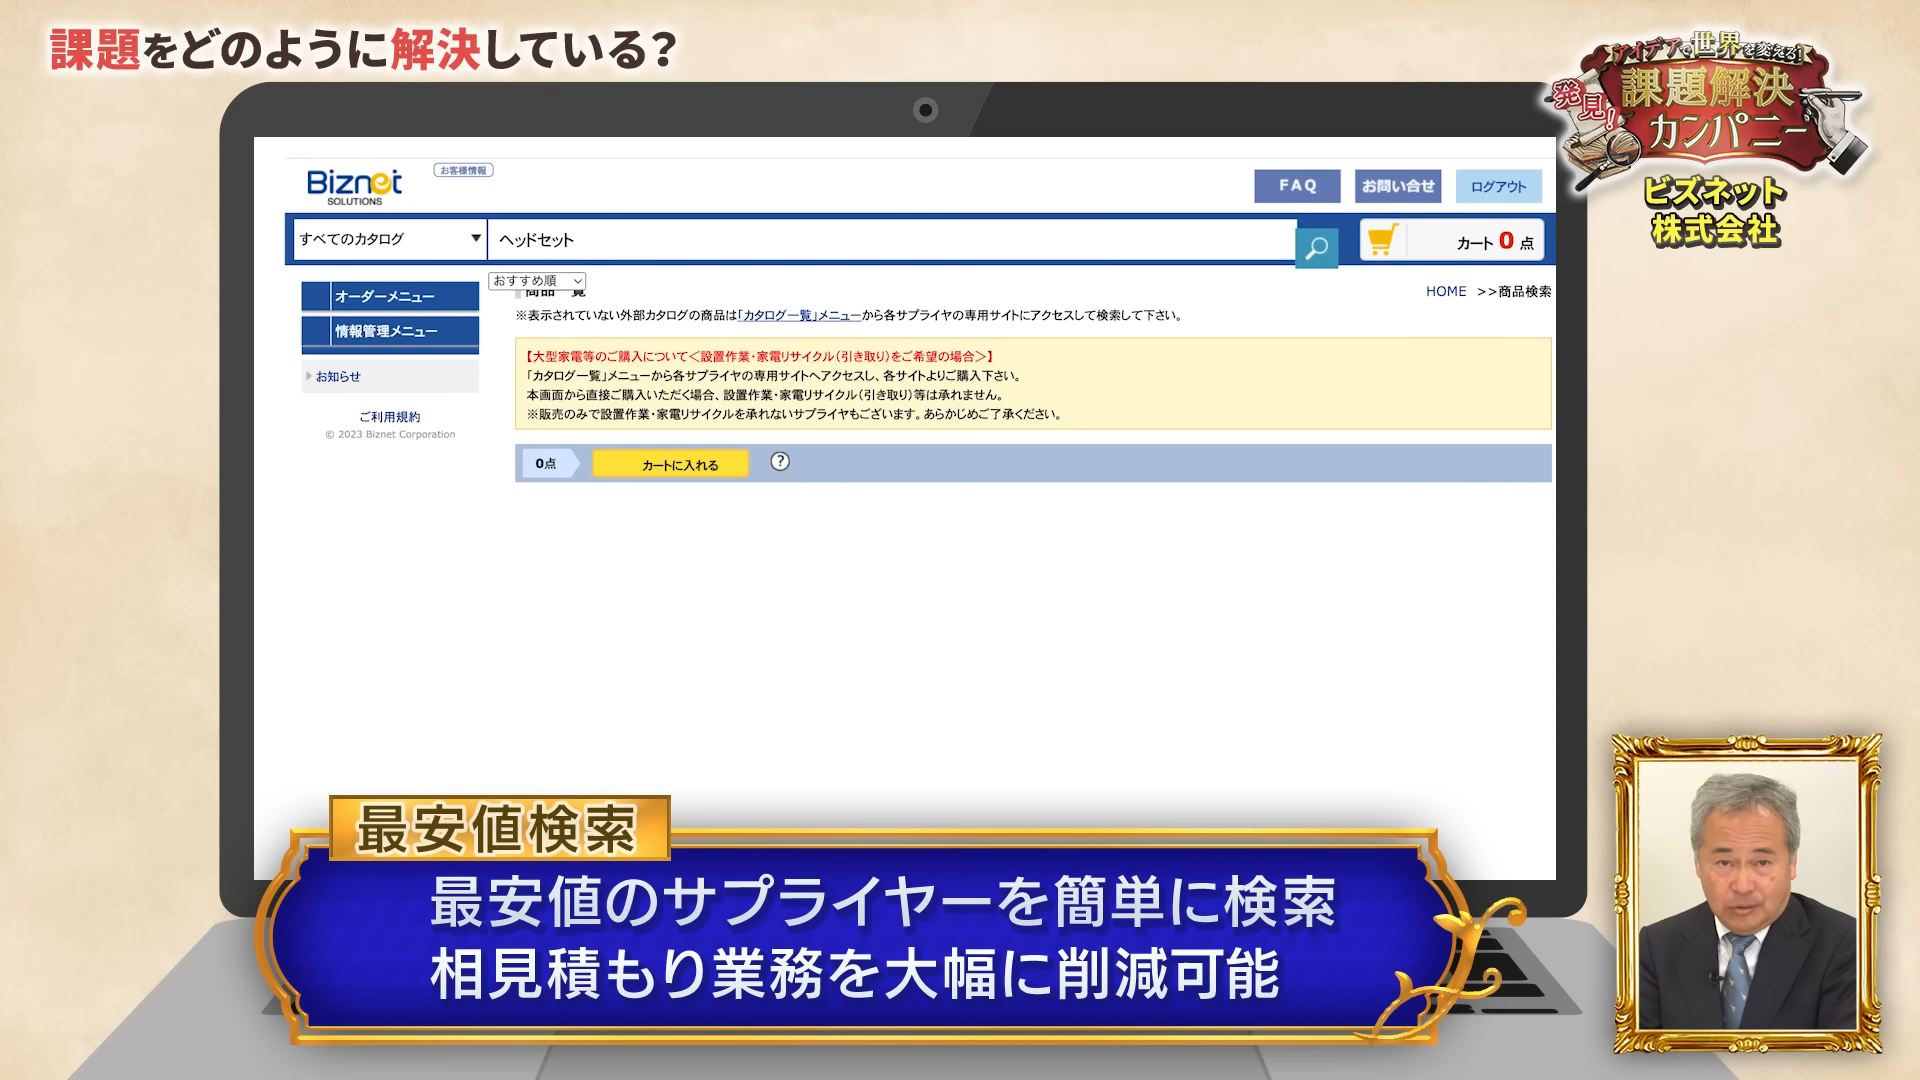 課題をどのように解決している？
アイデアで世界を変える！
発見！
課題解決
カンパニー
ビズネット
株式会社
Biznet
SOLUTIONS
お客様情報
FAQ
お問い合せ
ログアウト
すべてのカタログ
ヘッドセット
カート 0 点
おすすめ順
オーダーメニュー
情報管理メニュー
お知らせ
ご利用規約
© 2023 Biznet Corporation
HOME >>商品検索
※表示されていない外部カタログの商品は「カタログ一覧」メニューから各サプライヤの専用サイトにアクセスして検索して下さい。
【大型家電等のご購入について＜設置作業・家電リサイクル（引き取り）をご希望の場合＞】
「カタログ一覧」メニューから各サプライヤの専用サイトへアクセスし、各サイトよりご購入下さい。
本画面から直接ご購入いただく場合、設置作業・家電リサイクル（引き取り）等は承れません。
※販売のみで設置作業・家電リサイクルを承れないサプライヤもございます。あらかじめご了承ください。
0点
カートに入れる
?
最安値検索
最安値のサプライヤーを簡単に検索
相見積もり業務を大幅に削減可能